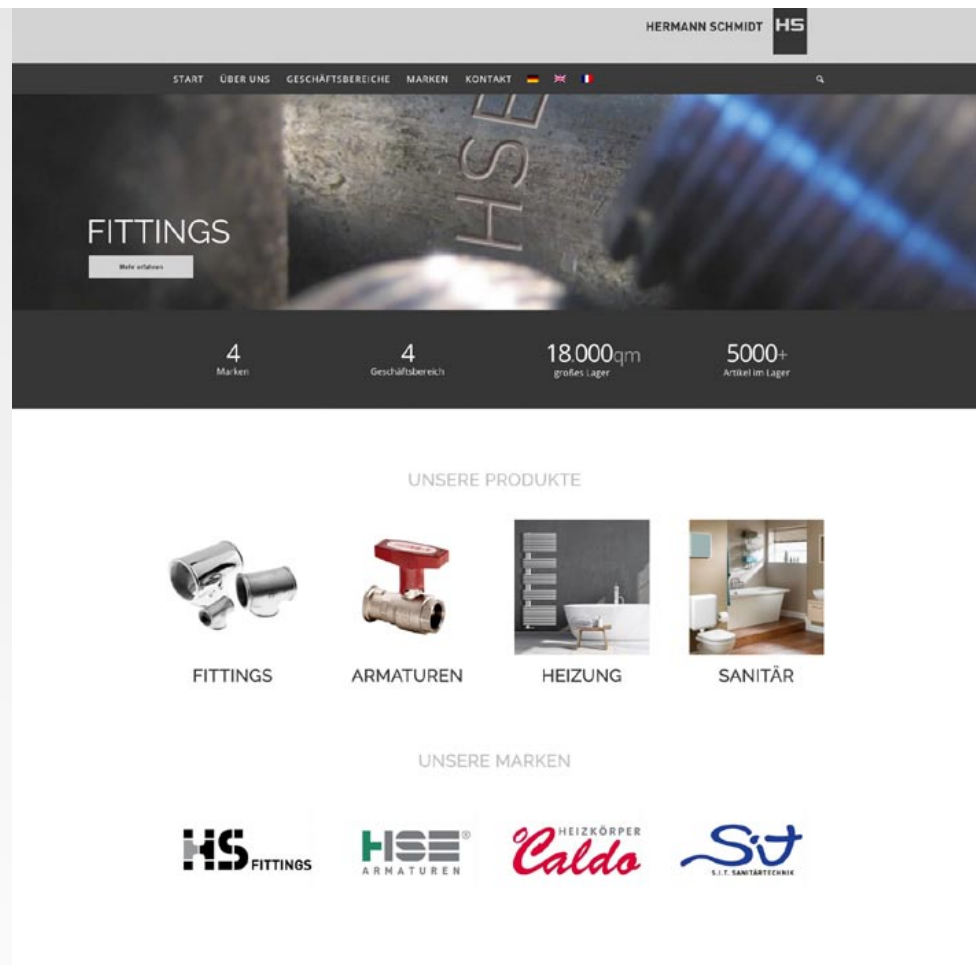 HERMANN SCHMIDT HS
START ÜBER UNS GESCHÄFTSBEREICHE MARKEN KONTAKT
HSE
FITTINGS
Mehr erfahren
4 4 18.000qm 5000+
Marken Geschäftsbereich großes Lager Artikel im Lager
UNSERE PRODUKTE
FITTINGS ARMATUREN HEIZUNG SANITÄR
UNSERE MARKEN
HS FITTINGS
HSE®
ARMATUREN
HEIZKÖRPER
Caldo
SiT
S.I.T. SANITÄRTECHNIK